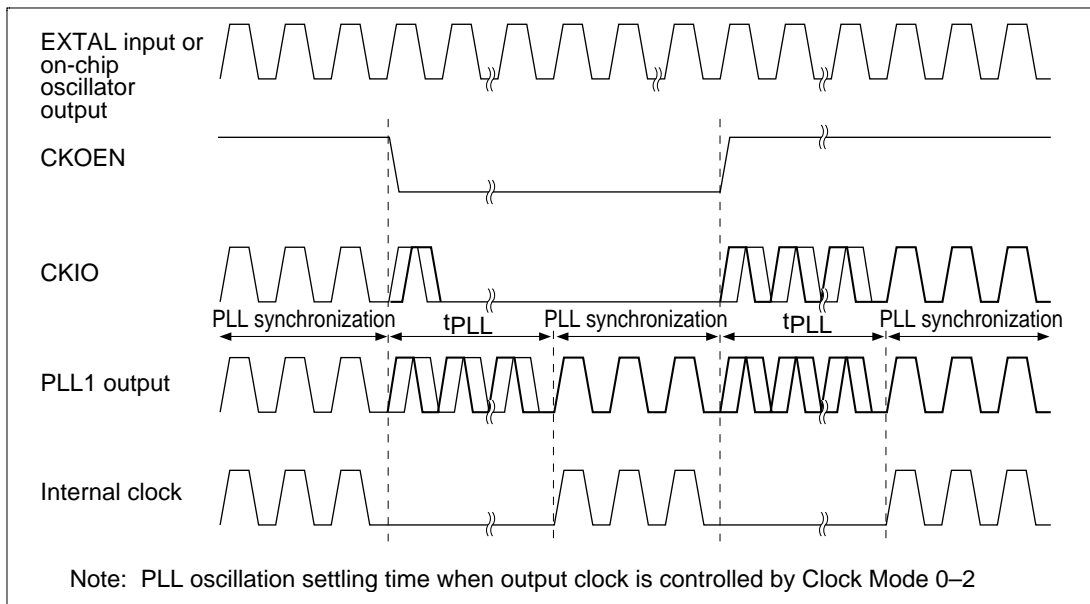 EXTAL input or
on-chip
oscillator
output
CKOEN
CKIO
PLL synchronization
tPLL
PLL synchronization
tPLL
PLL synchronization
PLL1 output
Internal clock
Note: PLL oscillation settling time when output clock is controlled by Clock Mode 0–2